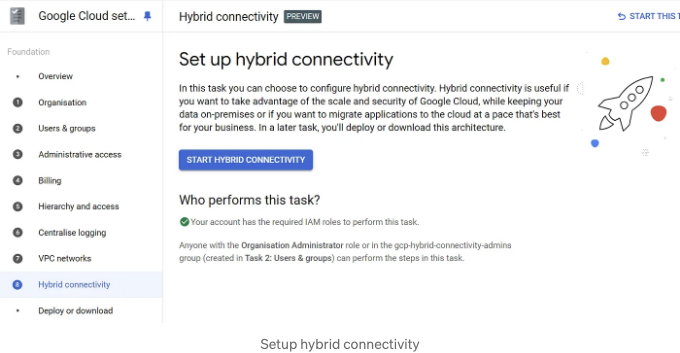 Google Cloud set...
Hybrid connectivity PREVIEW
START THIS T
Foundation
Overview
1 Organisation
2 Users & groups
3 Administrative access
4 Billing
5 Hierarchy and access
6 Centralise logging
7 VPC networks
8 Hybrid connectivity
Deploy or download
Set up hybrid connectivity
In this task you can choose to configure hybrid connectivity. Hybrid connectivity is useful if
you want to take advantage of the scale and security of Google Cloud, while keeping your
data on-premises or if you want to migrate applications to the cloud at a pace that's best
for your business. In a later task, you'll deploy or download this architecture.
START HYBRID CONNECTIVITY
Who performs this task?
Your account has the required IAM roles to perform this task.
Anyone with the Organisation Administrator role or in the gcp-hybrid-connectivity-admins
group (created in Task 2: Users & groups) can perform the steps in this task.
Setup hybrid connectivity